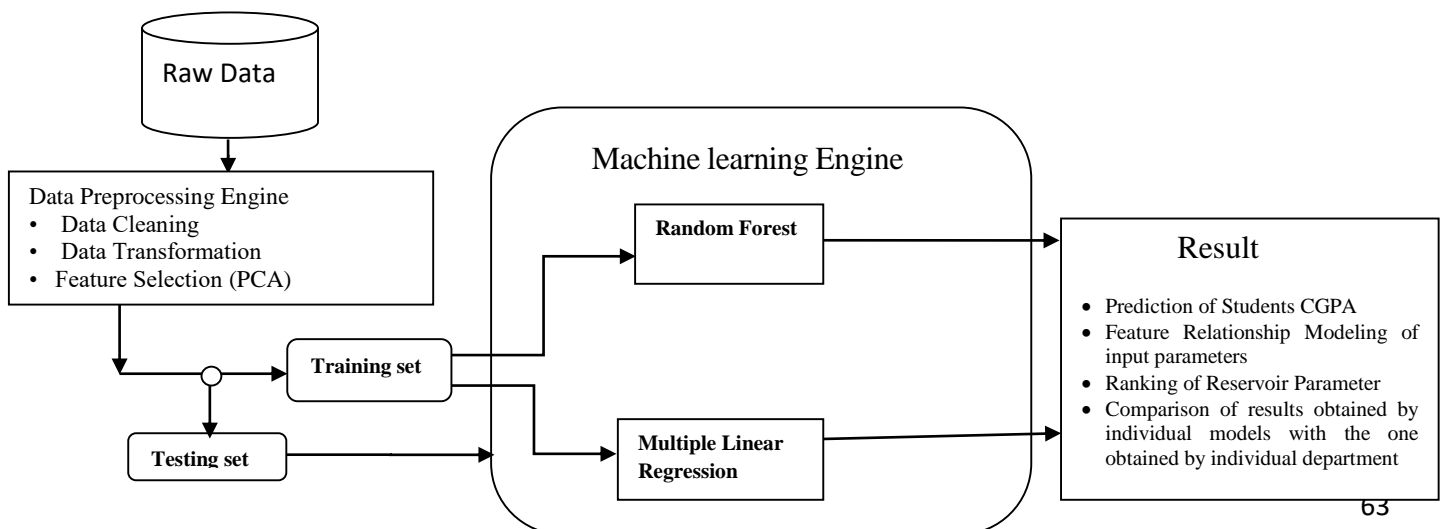 Raw Data
Data Preprocessing Engine
• Data Cleaning
• Data Transformation
• Feature Selection (PCA)
Training set
Testing set
Machine learning Engine
Random Forest
Multiple Linear
Regression
Result
• Prediction of Students CGPA
• Feature Relationship Modeling of
input parameters
• Ranking of Reservoir Parameter
• Comparison of results obtained by
individual models with the one
obtained by individual department
63